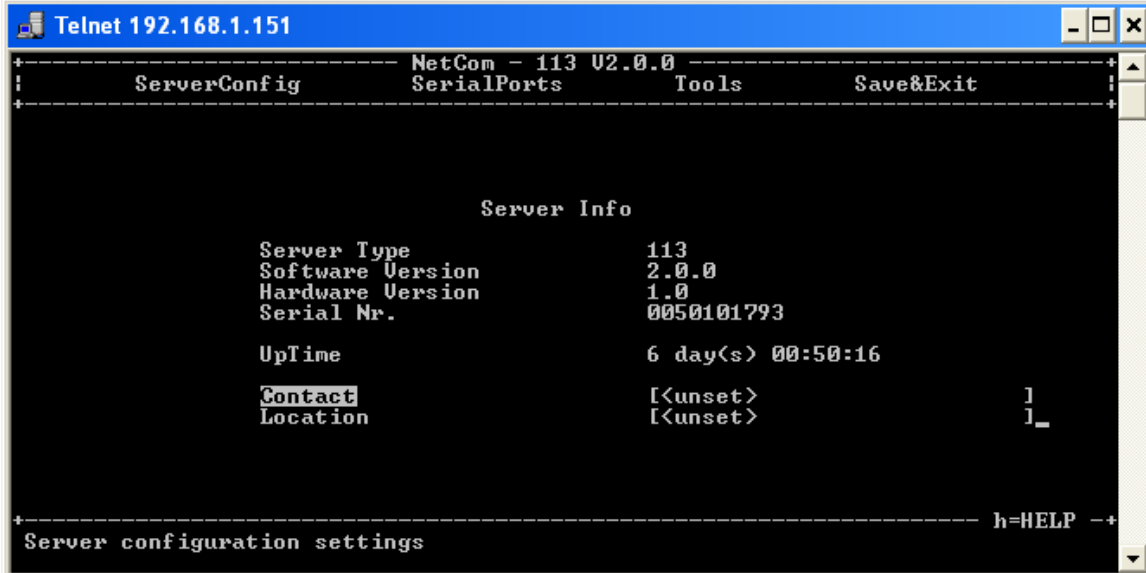 Telnet 192.168.1.151
NetCom - 113 V2.0.0
ServerConfig SerialPorts Tools Save&Exit
Server Info
Server Type 113
Software Version 2.0.0
Hardware Version 1.0
Serial Nr. 0050101793
UpTime 6 day(s) 00:50:16
Contact [<unset> ]
Location [<unset> ]
h=HELP
Server configuration settings